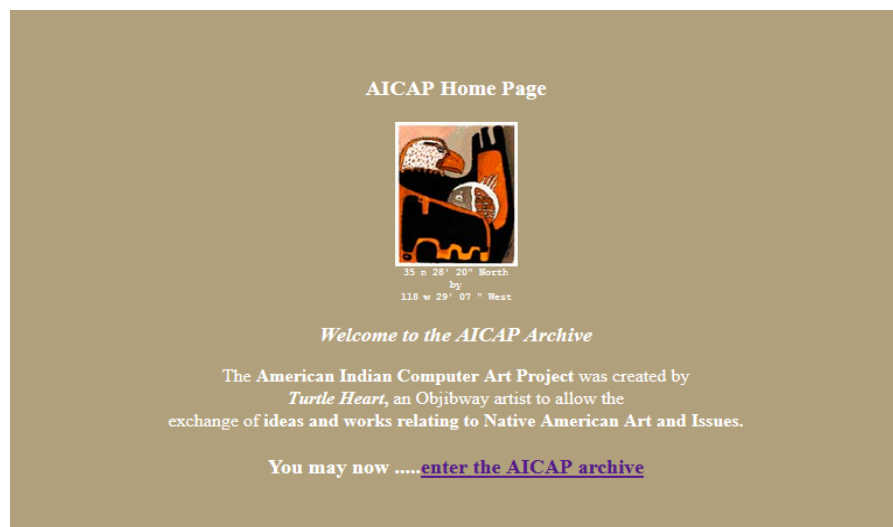 AICAP Home Page
35 n 28' 20" North
by
118 w 29' 07 " West
Welcome to the AICAP Archive
The American Indian Computer Art Project was created by
Turtle Heart, an Objibway artist to allow the
exchange of ideas and works relating to Native American Art and Issues.
You may now .....enter the AICAP archive